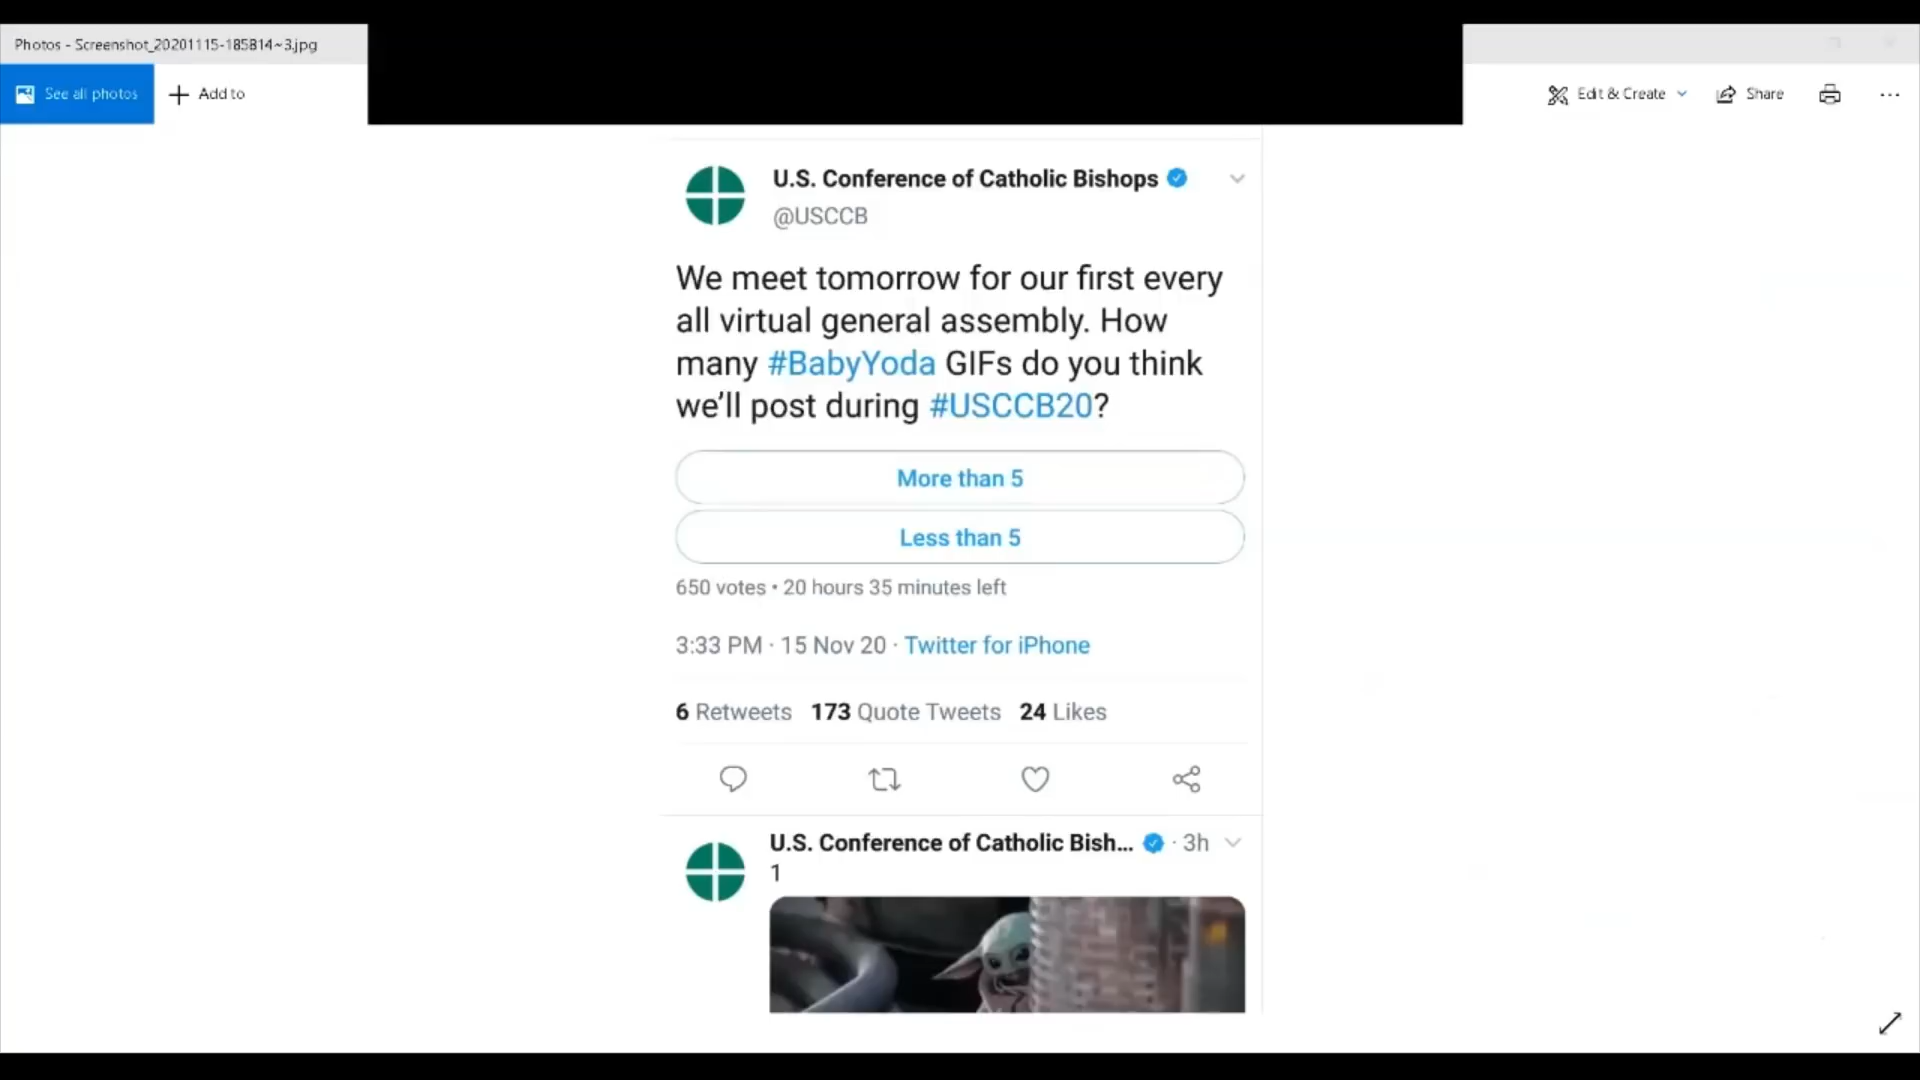 Photos - Screenshot_20201115-185814~3.jpg
See all photos
Add to
Edit & Create
Share
U.S. Conference of Catholic Bishops
@USCCB
We meet tomorrow for our first every
all virtual general assembly. How
many #BabyYoda GIFs do you think
we'll post during #USCCB20?
More than 5
Less than 5
650 votes • 20 hours 35 minutes left
3:33 PM · 15 Nov 20 · Twitter for iPhone
6 Retweets 173 Quote Tweets 24 Likes
U.S. Conference of Catholic Bish... · 3h
1